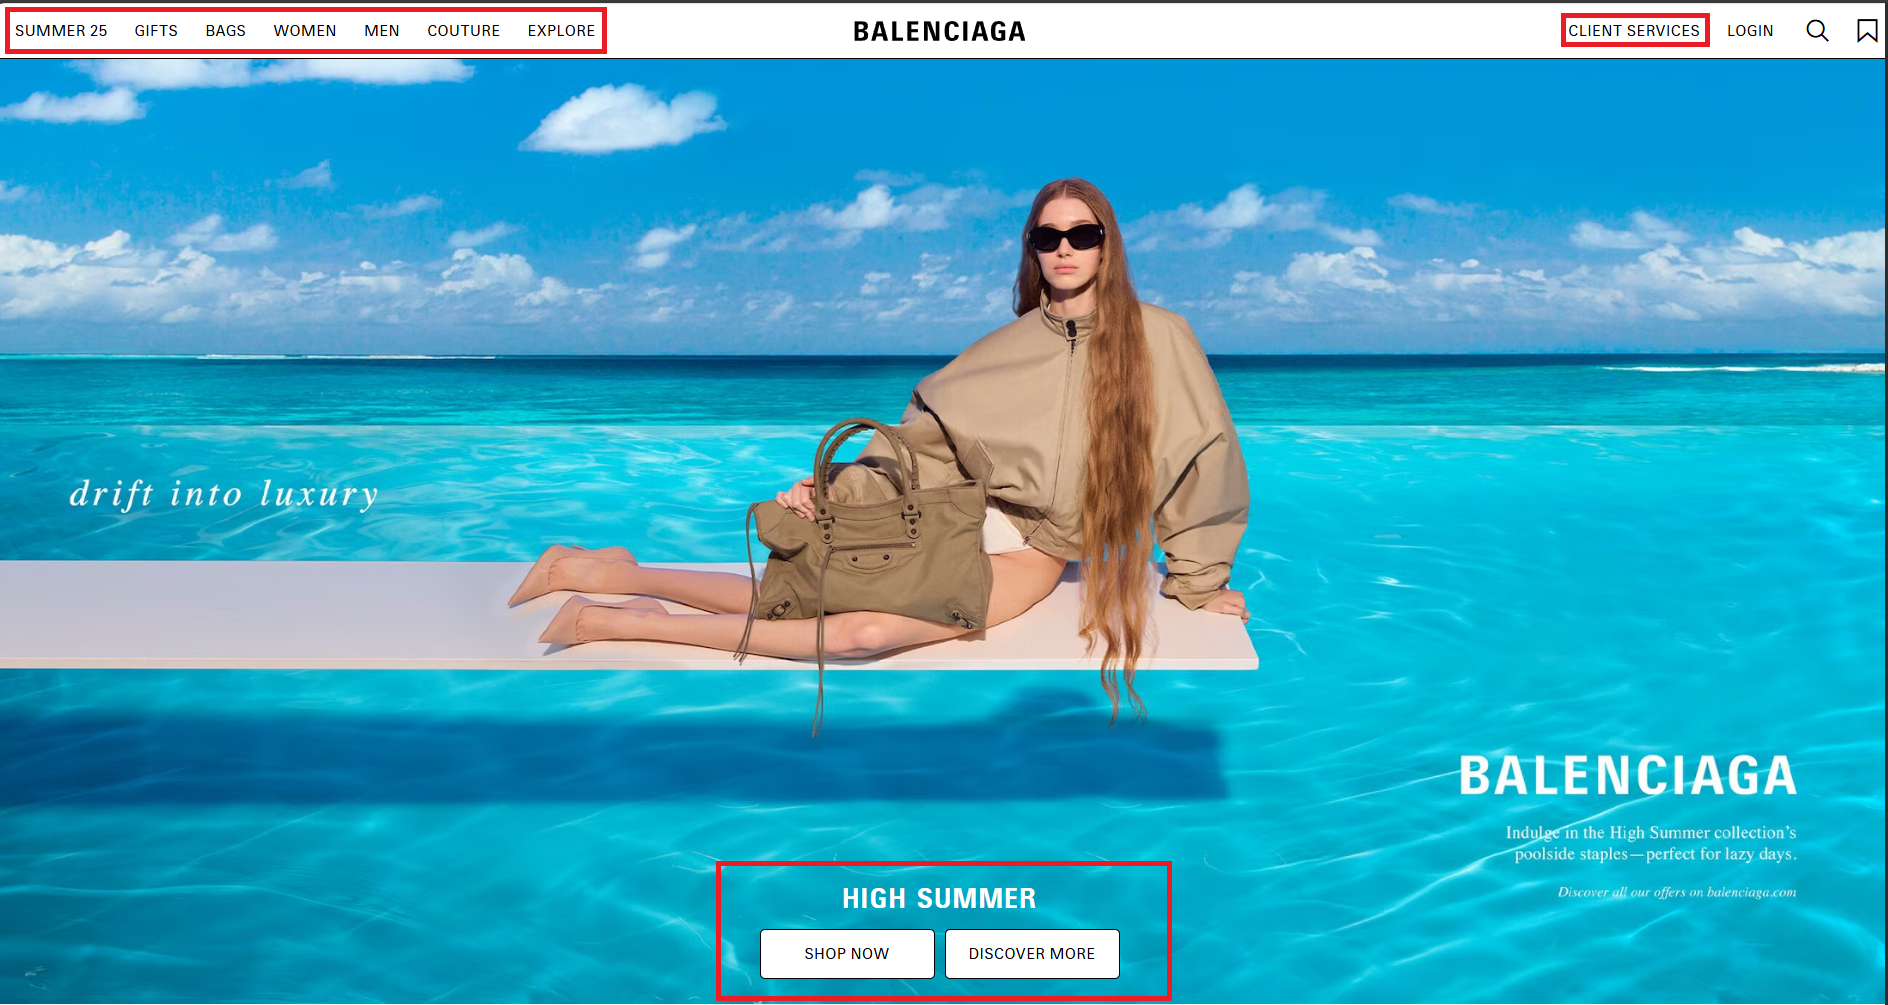 SUMMER 25 GIFTS BAGS WOMEN MEN COUTURE EXPLORE
BALENCIAGA
CLIENT SERVICES LOGIN
drift into luxury
BALENCIAGA
Indulge in the High Summer collection’s
poolside staples—perfect for lazy days.
Discover all our offers on balenciaga.com
HIGH SUMMER
SHOP NOW
DISCOVER MORE